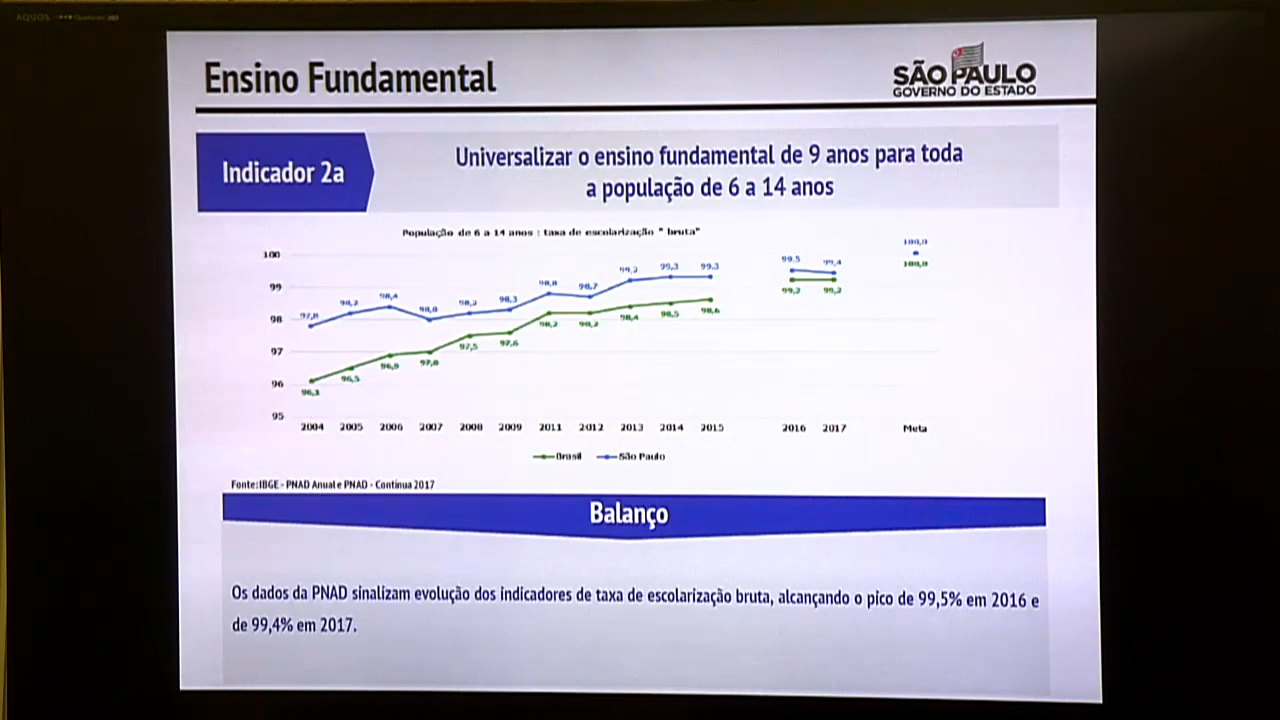 AQUOS
Ensino Fundamental
SÃO PAULO
GOVERNO DO ESTADO
Indicador 2a
Universalizar o ensino fundamental de 9 anos para toda
a população de 6 a 14 anos
População de 6 a 14 anos : taxa de escolarização " bruta"
100
99
98
97
96
95
97,8 98,2 98,4 98,0 98,2 98,3 98,8 98,7 99,2 99,3 99,3 99,5 99,4 100,0
96,1 96,5 96,9 97,0 97,5 97,6 98,2 98,2 98,4 98,5 98,6 99,2 99,2 100,0
2004 2005 2006 2007 2008 2009 2011 2012 2013 2014 2015 2016 2017 Meta
Brasil São Paulo
Fonte: IBGE - PNAD Anual e PNAD - Contínua 2017
Balanço
Os dados da PNAD sinalizam evolução dos indicadores de taxa de escolarização bruta, alcançando o pico de 99,5% em 2016 e
de 99,4% em 2017.